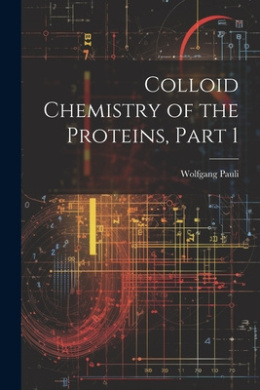 Colloid
Chemistry of the
Proteins, Part 1
Wolfgang Pauli